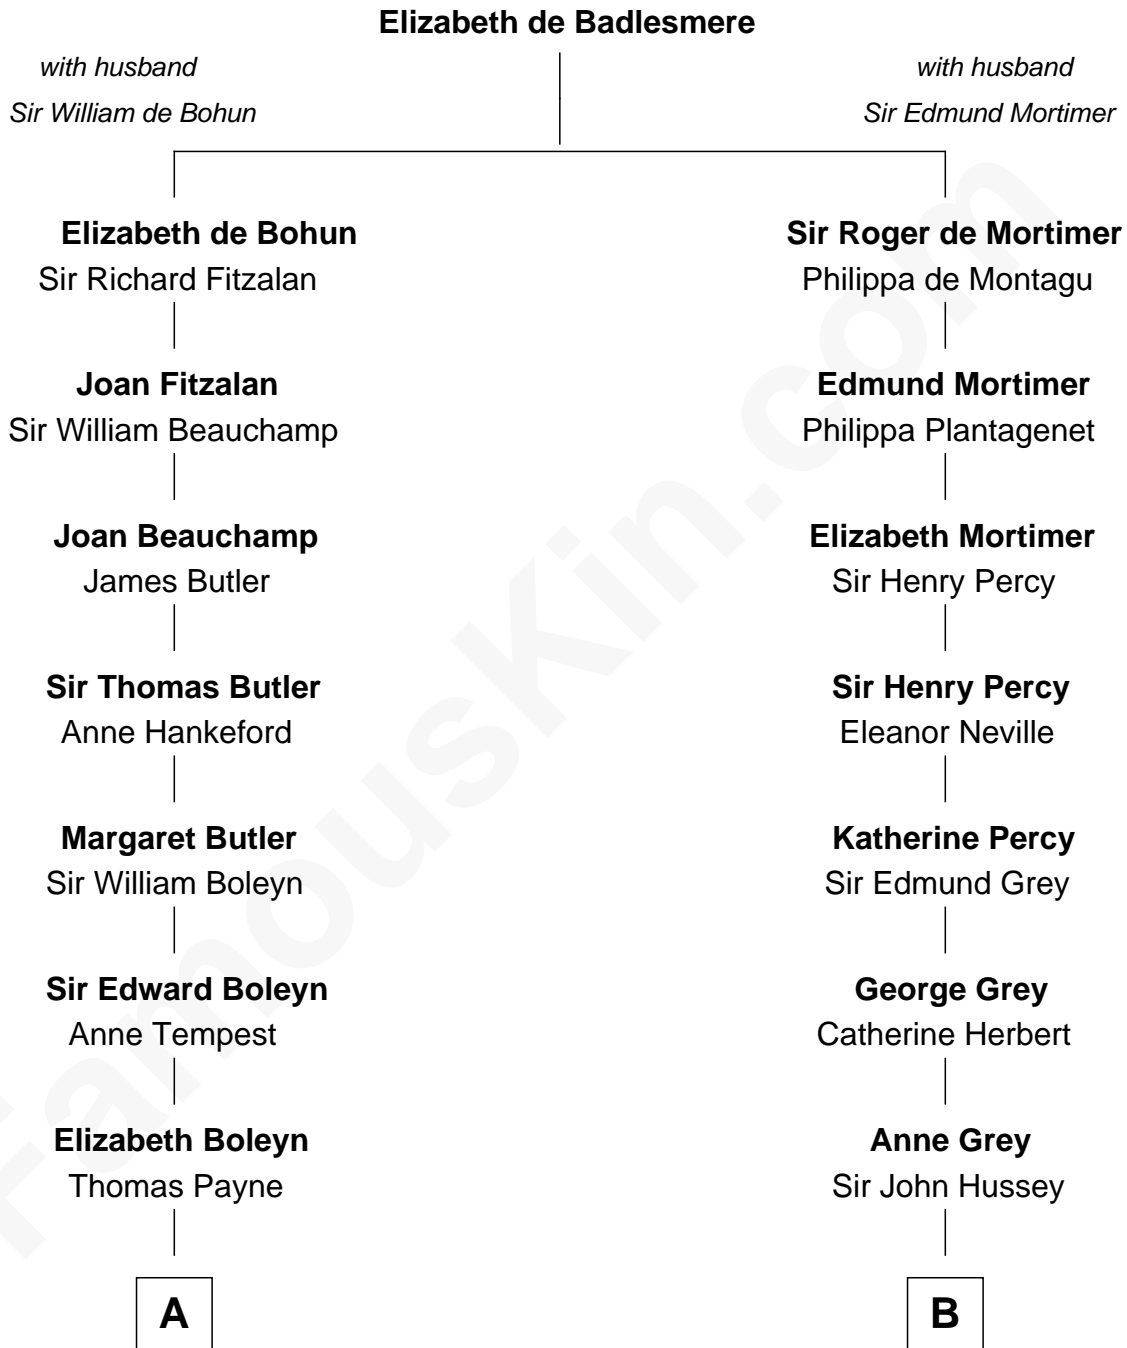 Elizabeth de Badlesmere
with husband
Sir William de Bohun
with husband
Sir Edmund Mortimer
Elizabeth de Bohun
Sir Richard Fitzalan
Joan Fitzalan
Sir William Beauchamp
Joan Beauchamp
James Butler
Sir Thomas Butler
Anne Hankeford
Margaret Butler
Sir William Boleyn
Sir Edward Boleyn
Anne Tempest
Elizabeth Boleyn
Thomas Payne
A
Sir Roger de Mortimer
Philippa de Montagu
Edmund Mortimer
Philippa Plantagenet
Elizabeth Mortimer
Sir Henry Percy
Sir Henry Percy
Eleanor Neville
Katherine Percy
Sir Edmund Grey
George Grey
Catherine Herbert
Anne Grey
Sir John Hussey
B
FamousKin.com